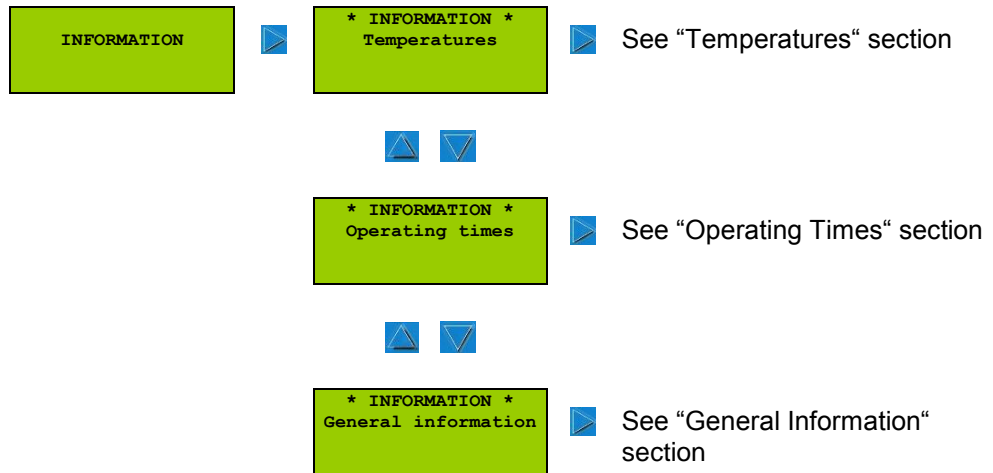 INFORMATION
* INFORMATION *
Temperatures
See “Temperatures“ section
* INFORMATION *
Operating times
See “Operating Times“ section
* INFORMATION *
General information
See “General Information“
section